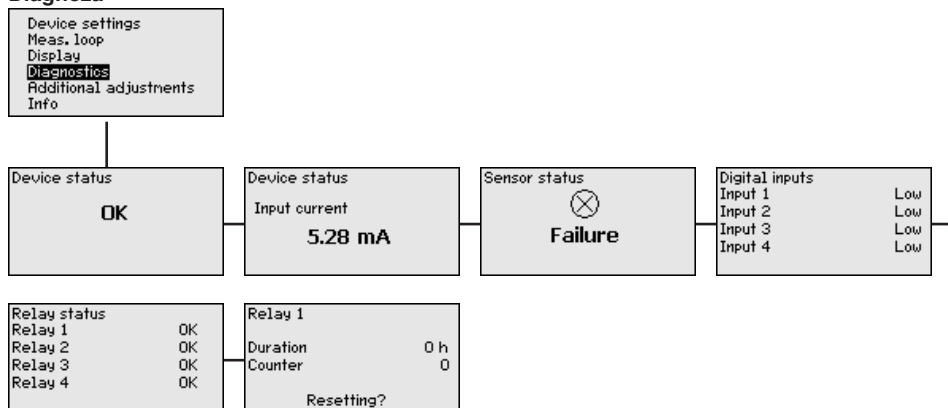 Diagnoza
Device settings
Meas. loop
Display
Diagnostics
Additional adjustments
Info
Device status
OK
Device status
Input current
5.28 mA
Sensor status
Failure
Digital inputs
Input 1 Low
Input 2 Low
Input 3 Low
Input 4 Low
Relay status
Relay 1 OK
Relay 2 OK
Relay 3 OK
Relay 4 OK
Relay 1
Duration 0 h
Counter 0
Resetting?